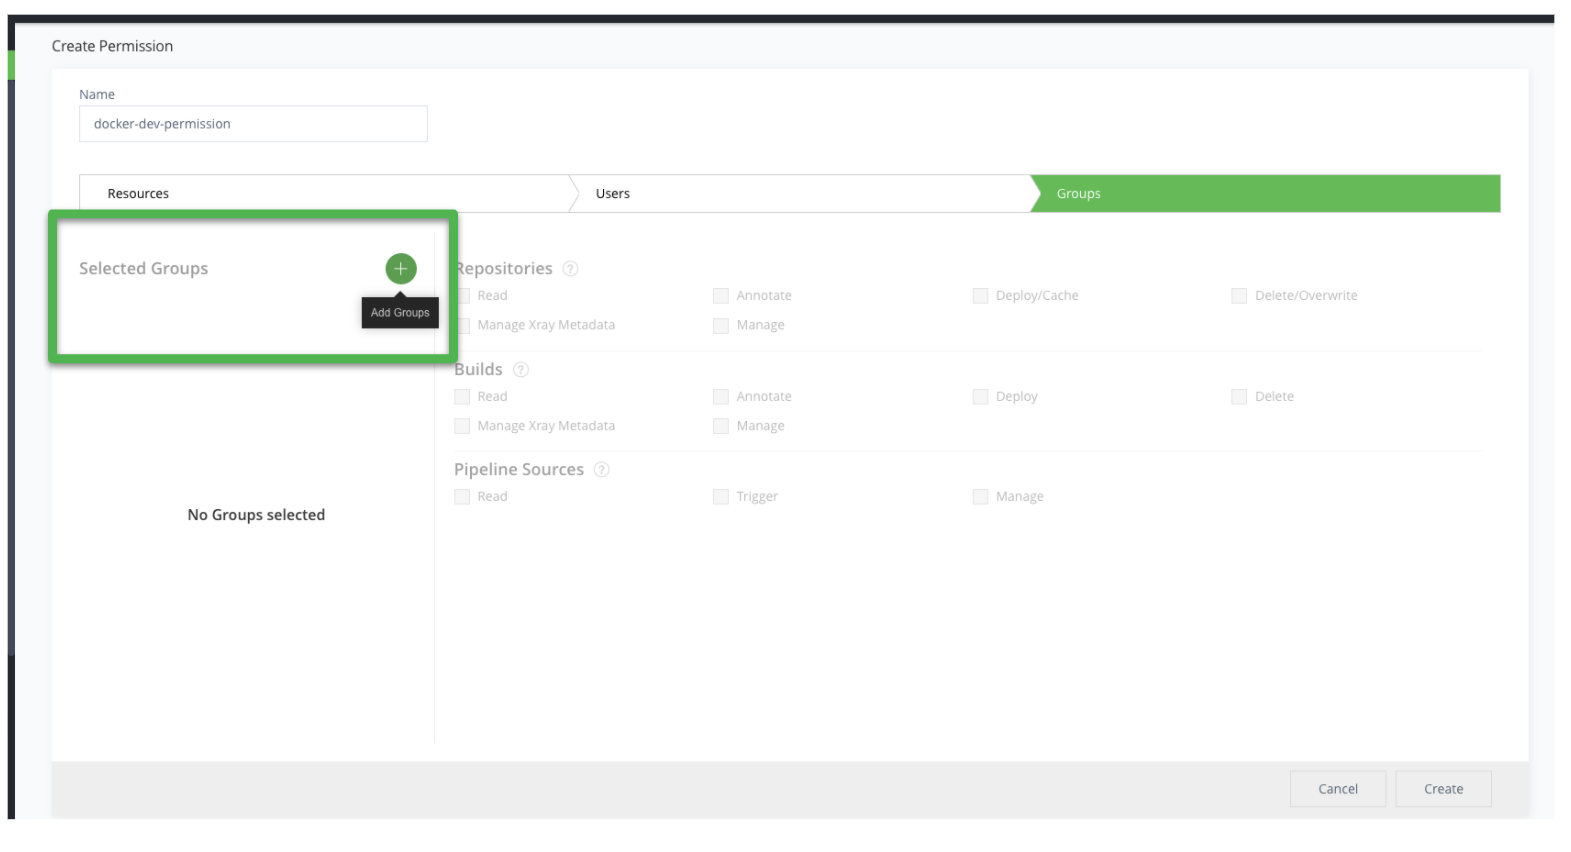 Create Permission
Name
docker-dev-permission
Resources
Users
Groups
Selected Groups
Add Groups
No Groups selected
Repositories ?
Read
Annotate
Deploy/Cache
Delete/Overwrite
Manage Xray Metadata
Manage
Builds ?
Read
Annotate
Deploy
Delete
Manage Xray Metadata
Manage
Pipeline Sources ?
Read
Trigger
Manage
Cancel
Create